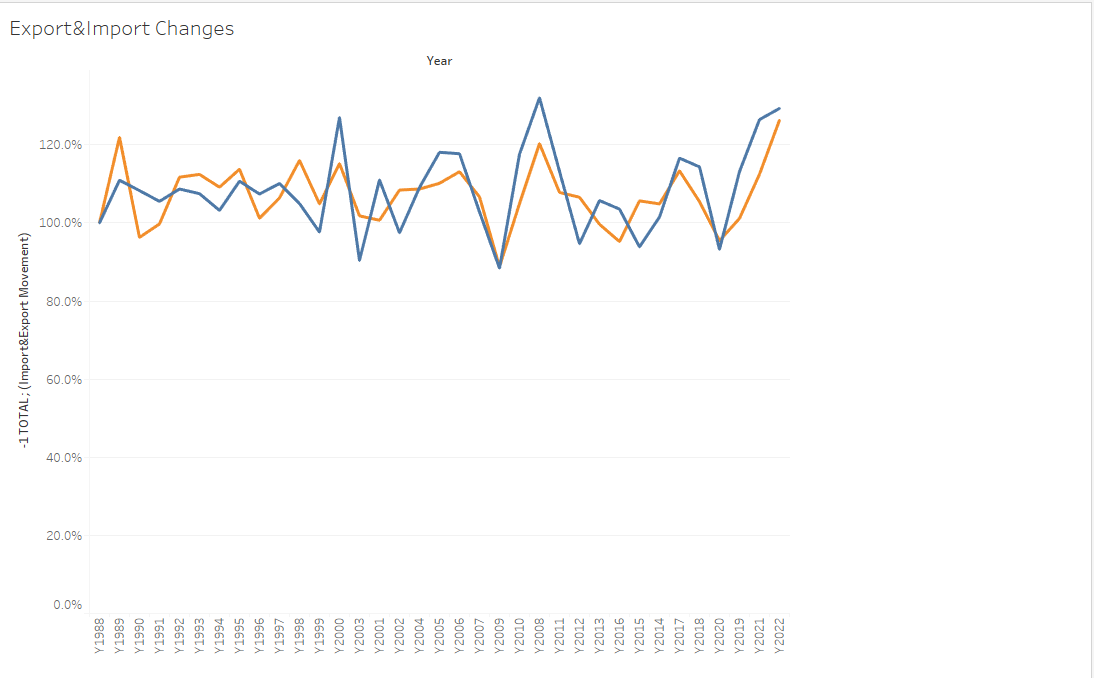 Export&Import Changes
Year
-1 TOTAL; (Import&Export Movement)
120.0%
100.0%
80.0%
60.0%
40.0%
20.0%
0.0%
Y1988
Y1989
Y1990
Y1991
Y1992
Y1993
Y1994
Y1995
Y1996
Y1997
Y1998
Y1999
Y2000
Y2003
Y2001
Y2002
Y2004
Y2005
Y2006
Y2007
Y2009
Y2010
Y2008
Y2011
Y2012
Y2013
Y2016
Y2015
Y2014
Y2017
Y2018
Y2020
Y2019
Y2021
Y2022